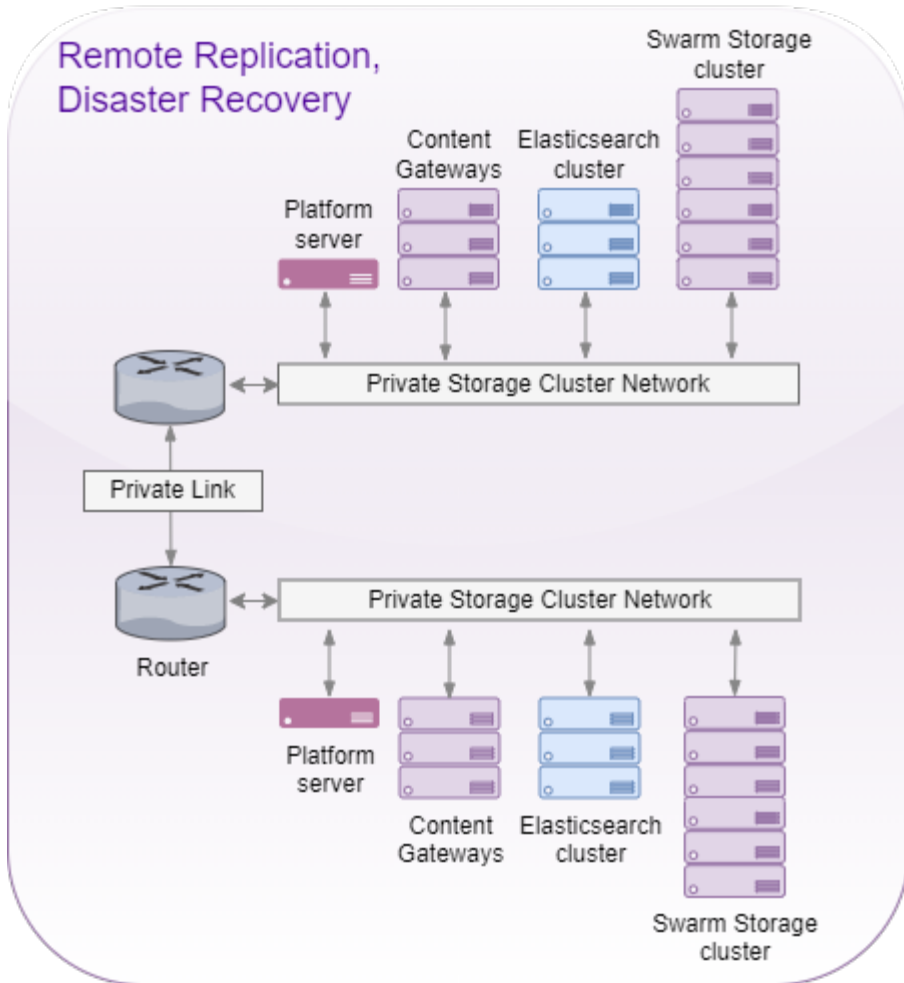 Remote Replication,
Disaster Recovery
Swarm Storage
cluster
Content
Gateways
Elasticsearch
cluster
Platform
server
Private Storage Cluster Network
Private Link
Private Storage Cluster Network
Router
Platform
server
Content
Gateways
Elasticsearch
cluster
Swarm Storage
cluster